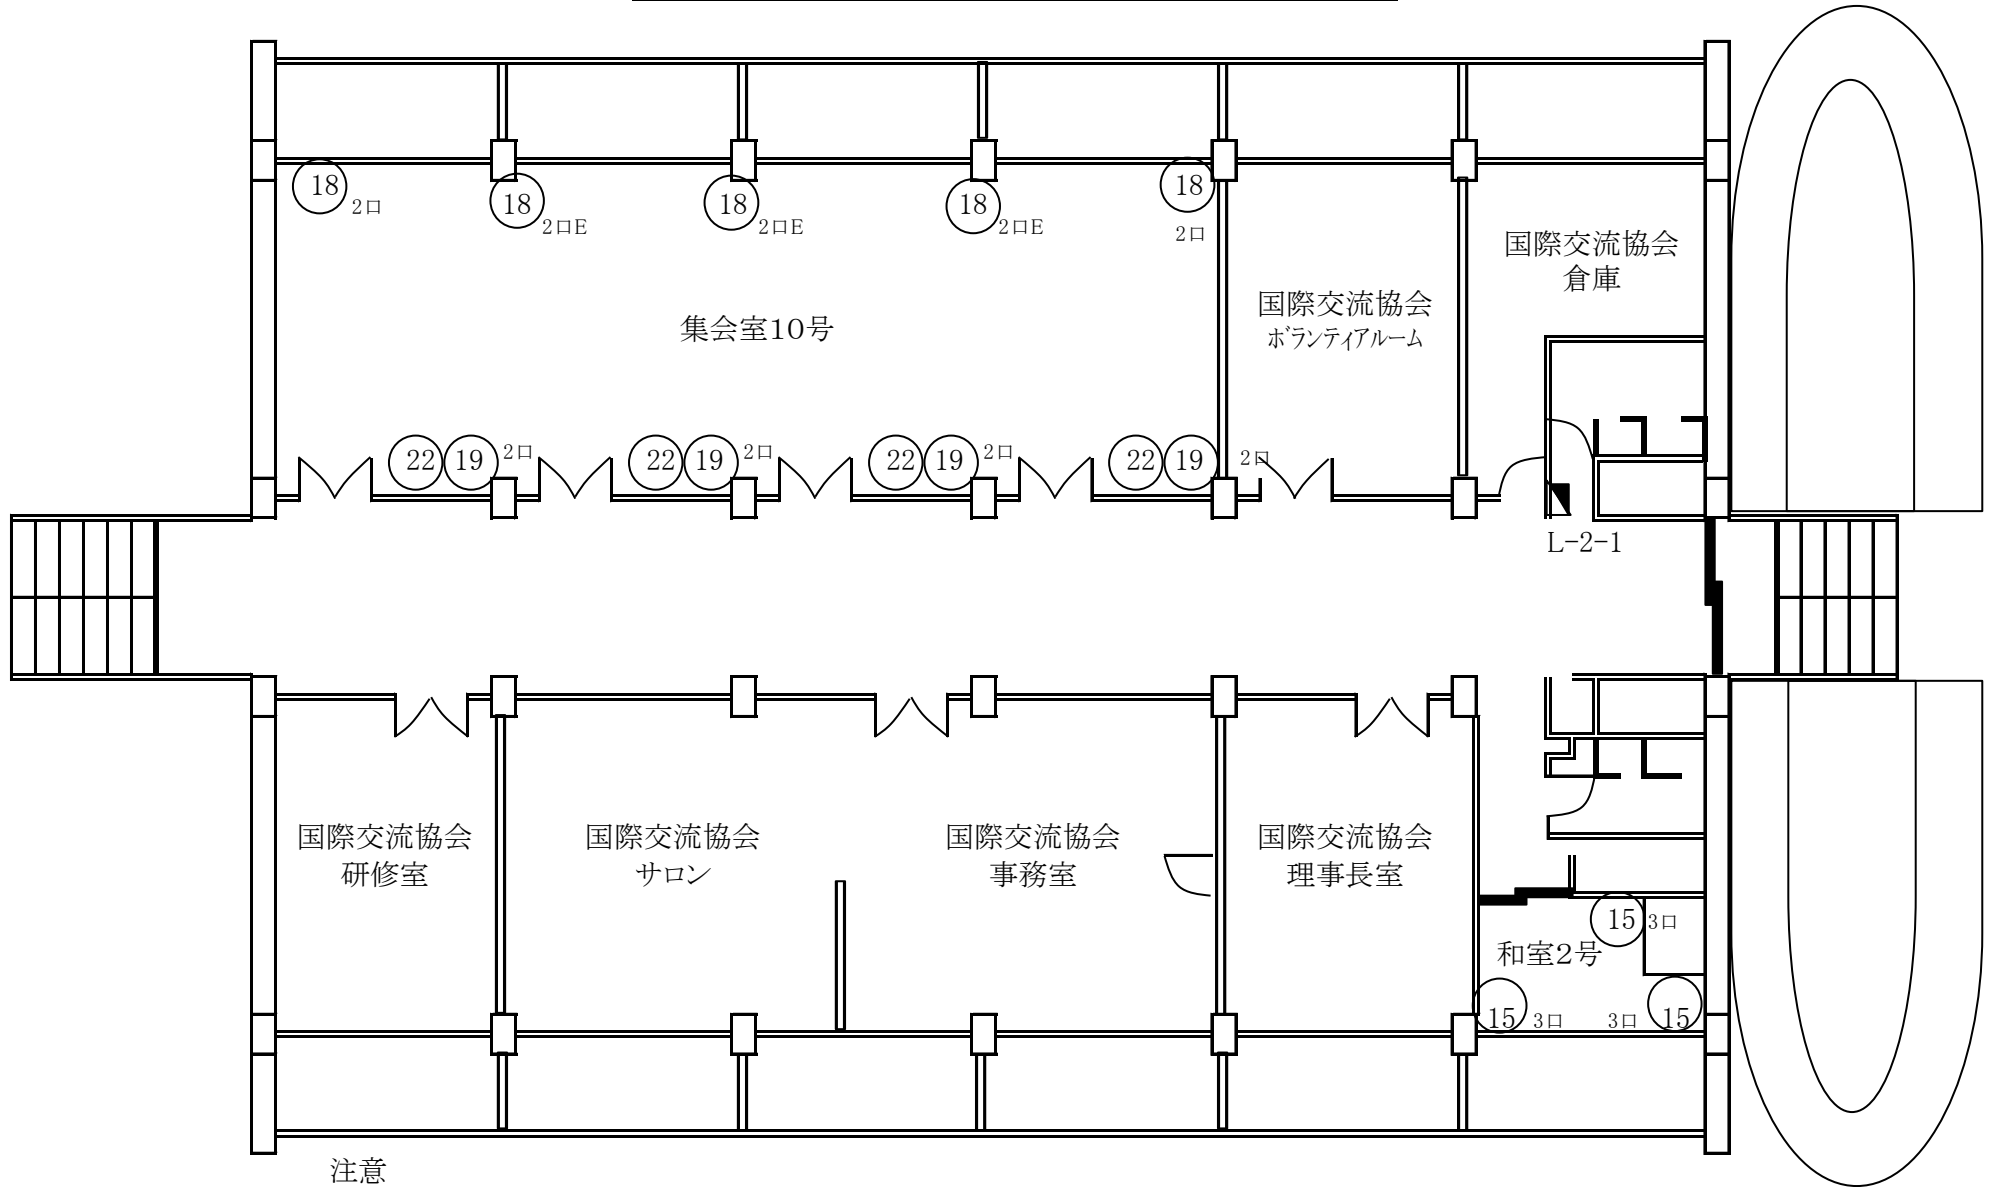 18
2口
18
2口E
18
2口E
18
2口E
18
2口
国際交流協会
倉庫
国際交流協会
ボランティアルーム
集会室10号
22
19
2口
22
19
2口
22
19
2口
22
19
2口
L-2-1
国際交流協会
研修室
国際交流協会
サロン
国際交流協会
事務室
国際交流協会
理事長室
15
3口
和室2号
15
3口
3口
15
注意